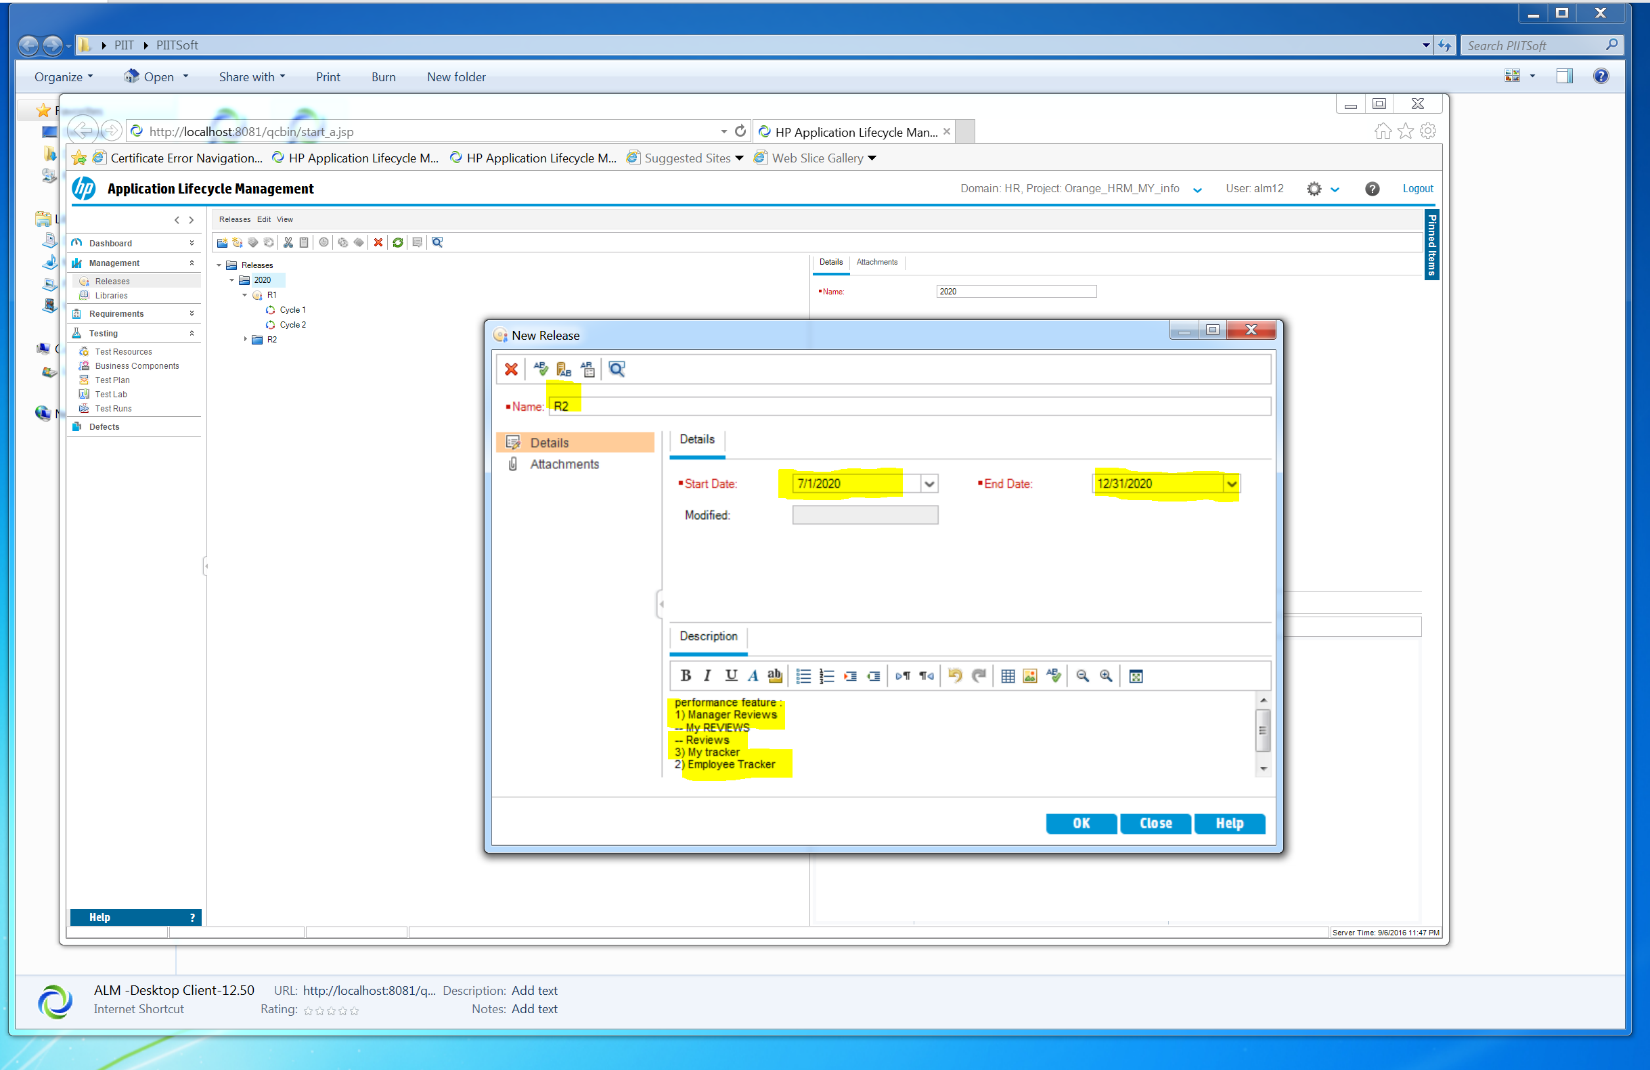 PIIT PIITSoft
Search PIITSoft
Organize Open Share with Print Burn New folder
http://localhost:8081/qcbin/start_a.jsp
HP Application Lifecycle Man...
Certificate Error Navigation... HP Application Lifecycle M... HP Application Lifecycle M... Suggested Sites Web Slice Gallery
hp Application Lifecycle Management
Domain: HR, Project: Orange_HRM_MY_info User: alm12 Logout
Pinned Items
Dashboard
Management
Releases
Libraries
Requirements
Testing
Test Resources
Business Components
Test Plan
Test Lab
Test Runs
Defects
Help ?
Releases Edit View
Releases
2020
R1
Cycle 1
Cycle 2
R2
Details Attachments
Name: 2020
New Release
Name: R2
Details
Attachments
Details
Start Date: 7/1/2020 End Date: 12/31/2020
Modified:
Description
performance feature :
1) Manager Reviews
-- My REVIEWS
-- Reviews
3) My tracker
2) Employee Tracker
OK Close Help
Server Time: 9/6/2016 11:47 PM
ALM -Desktop Client-12.50 URL: http://localhost:8081/q... Description: Add text
Internet Shortcut Rating: Notes: Add text